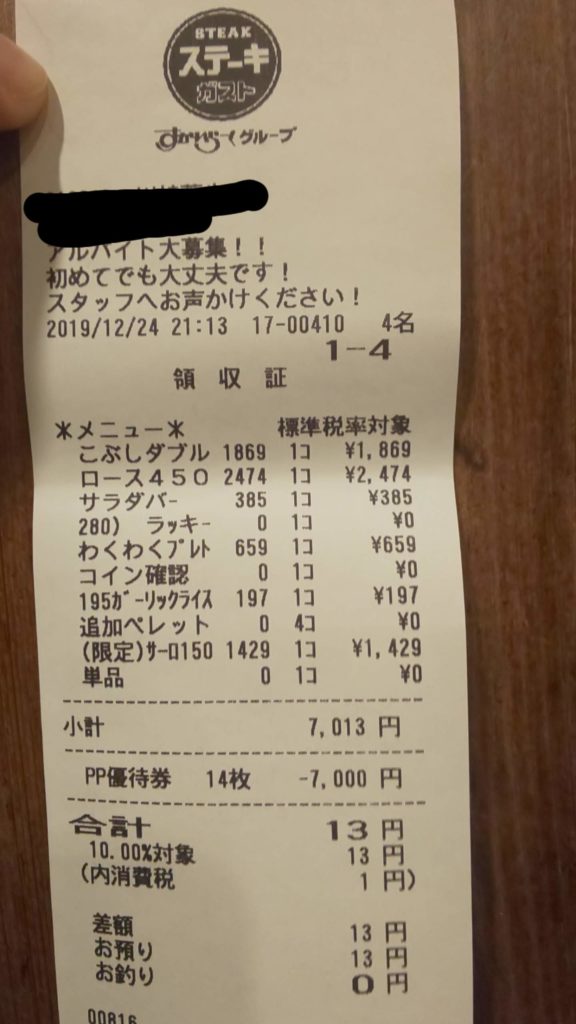 STEAK
ステーキ
ガスト
すかいらーくグループ
アルバイト大募集!!
初めてでも大丈夫です!
スタッフへお声かけください!
2019/12/24 21:13 17-00410 4名
1-4
領収証
*メニュー* 標準税率対象
こぶしダブル 1869 1コ ¥1,869
ロース450 2474 1コ ¥2,474
サラダバー 385 1コ ¥385
280) ラッキー 0 1コ ¥0
わくわくプレト 659 1コ ¥659
コイン確認 0 1コ ¥0
195ガーリックライス 197 1コ ¥197
追加ペレット 0 4コ ¥0
(限定)サーロ150 1429 1コ ¥1,429
単品 0 1コ ¥0
小計 7,013 円
PP優待券 14枚 -7,000 円
合計 13 円
10.00%対象 13 円
(内消費税 1 円)
差額 13 円
お預り 13 円
お釣り 0 円
00816